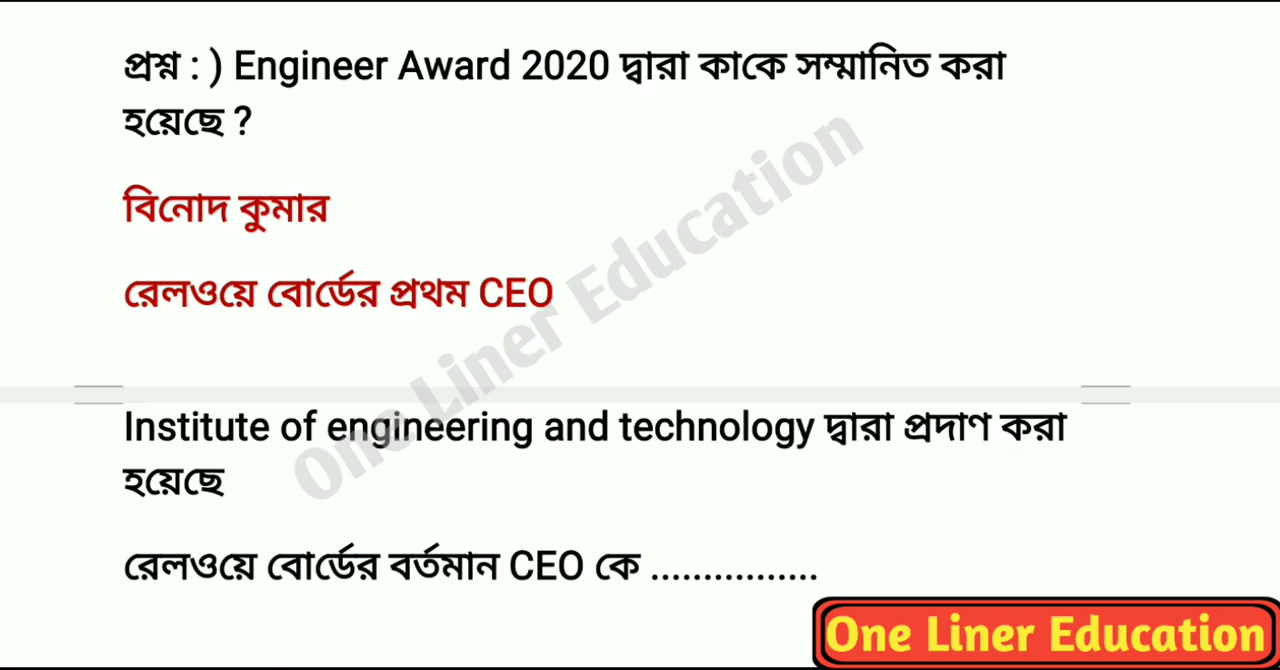 প্রশ্ন : ) Engineer Award 2020 দ্বারা কাকে সম্মানিত করা
হয়েছে ?
বিনোদ কুমার
রেলওয়ে বোর্ডের প্রথম CEO
One Liner Education
Institute of engineering and technology দ্বারা প্রদাণ করা
হয়েছে
রেলওয়ে বোর্ডের বর্তমান CEO কে ................
One Liner Education